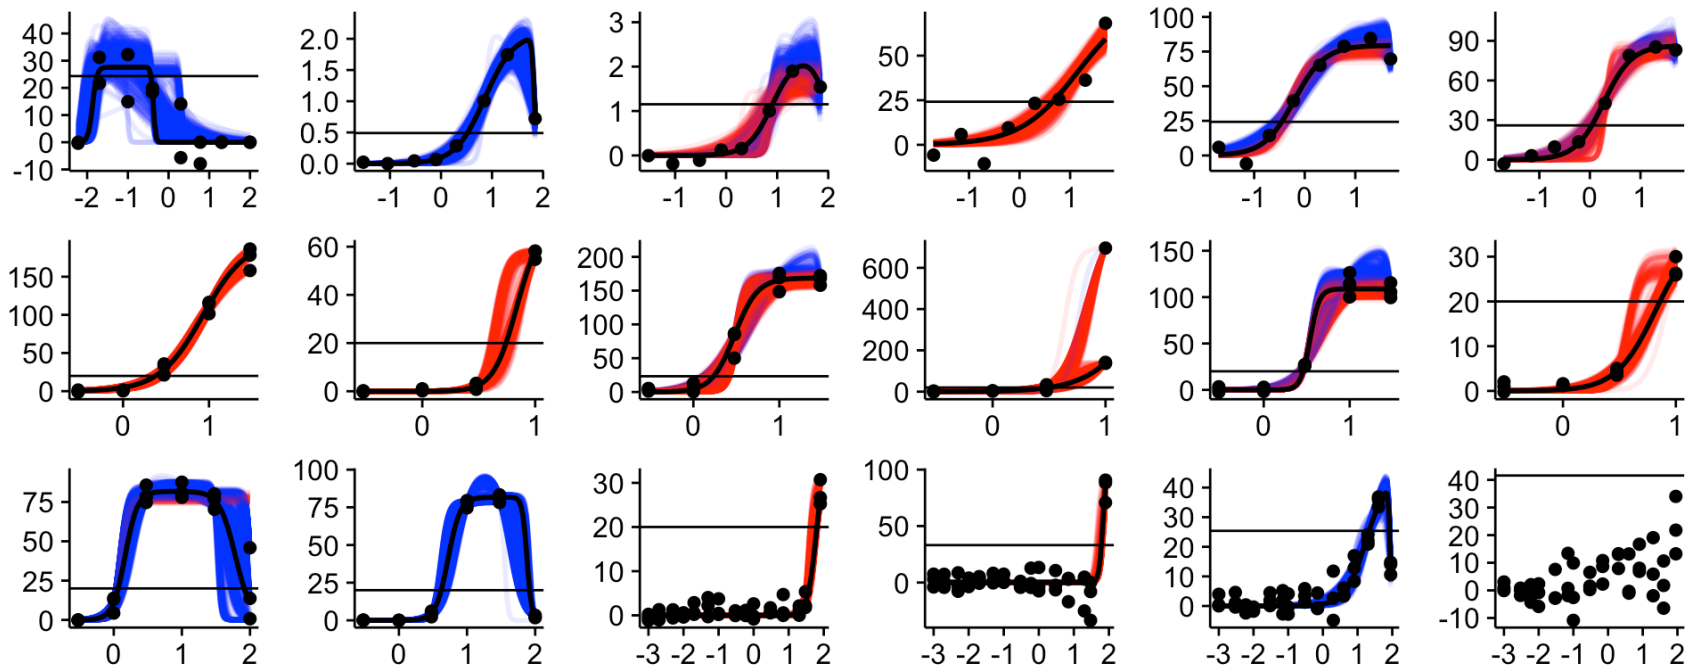 40 30 20 10 0 -10
-2 -1 0 1 2
2.0 1.5 1.0 0.5 0.0
-1 0 1 2
3 2 1 0
-1 0 1 2
50 25 0
-1 0 1
100 75 50 25 0
-1 0 1
90 60 30 0
-1 0 1
150 100 50 0
0 1
60 40 20 0
0 1
200 150 100 50 0
0 1
600 400 200 0
0 1
150 100 50 0
0 1
30 20 10 0
0 1
75 50 25 0
0 1 2
100 75 50 25 0
0 1 2
30 20 10 0
-3 -2 -1 0 1 2
100 50 0
-3 -2 -1 0 1 2
40 30 20 10 0
-3 -2 -1 0 1 2
40 30 20 10 0 -10
-3 -2 -1 0 1 2